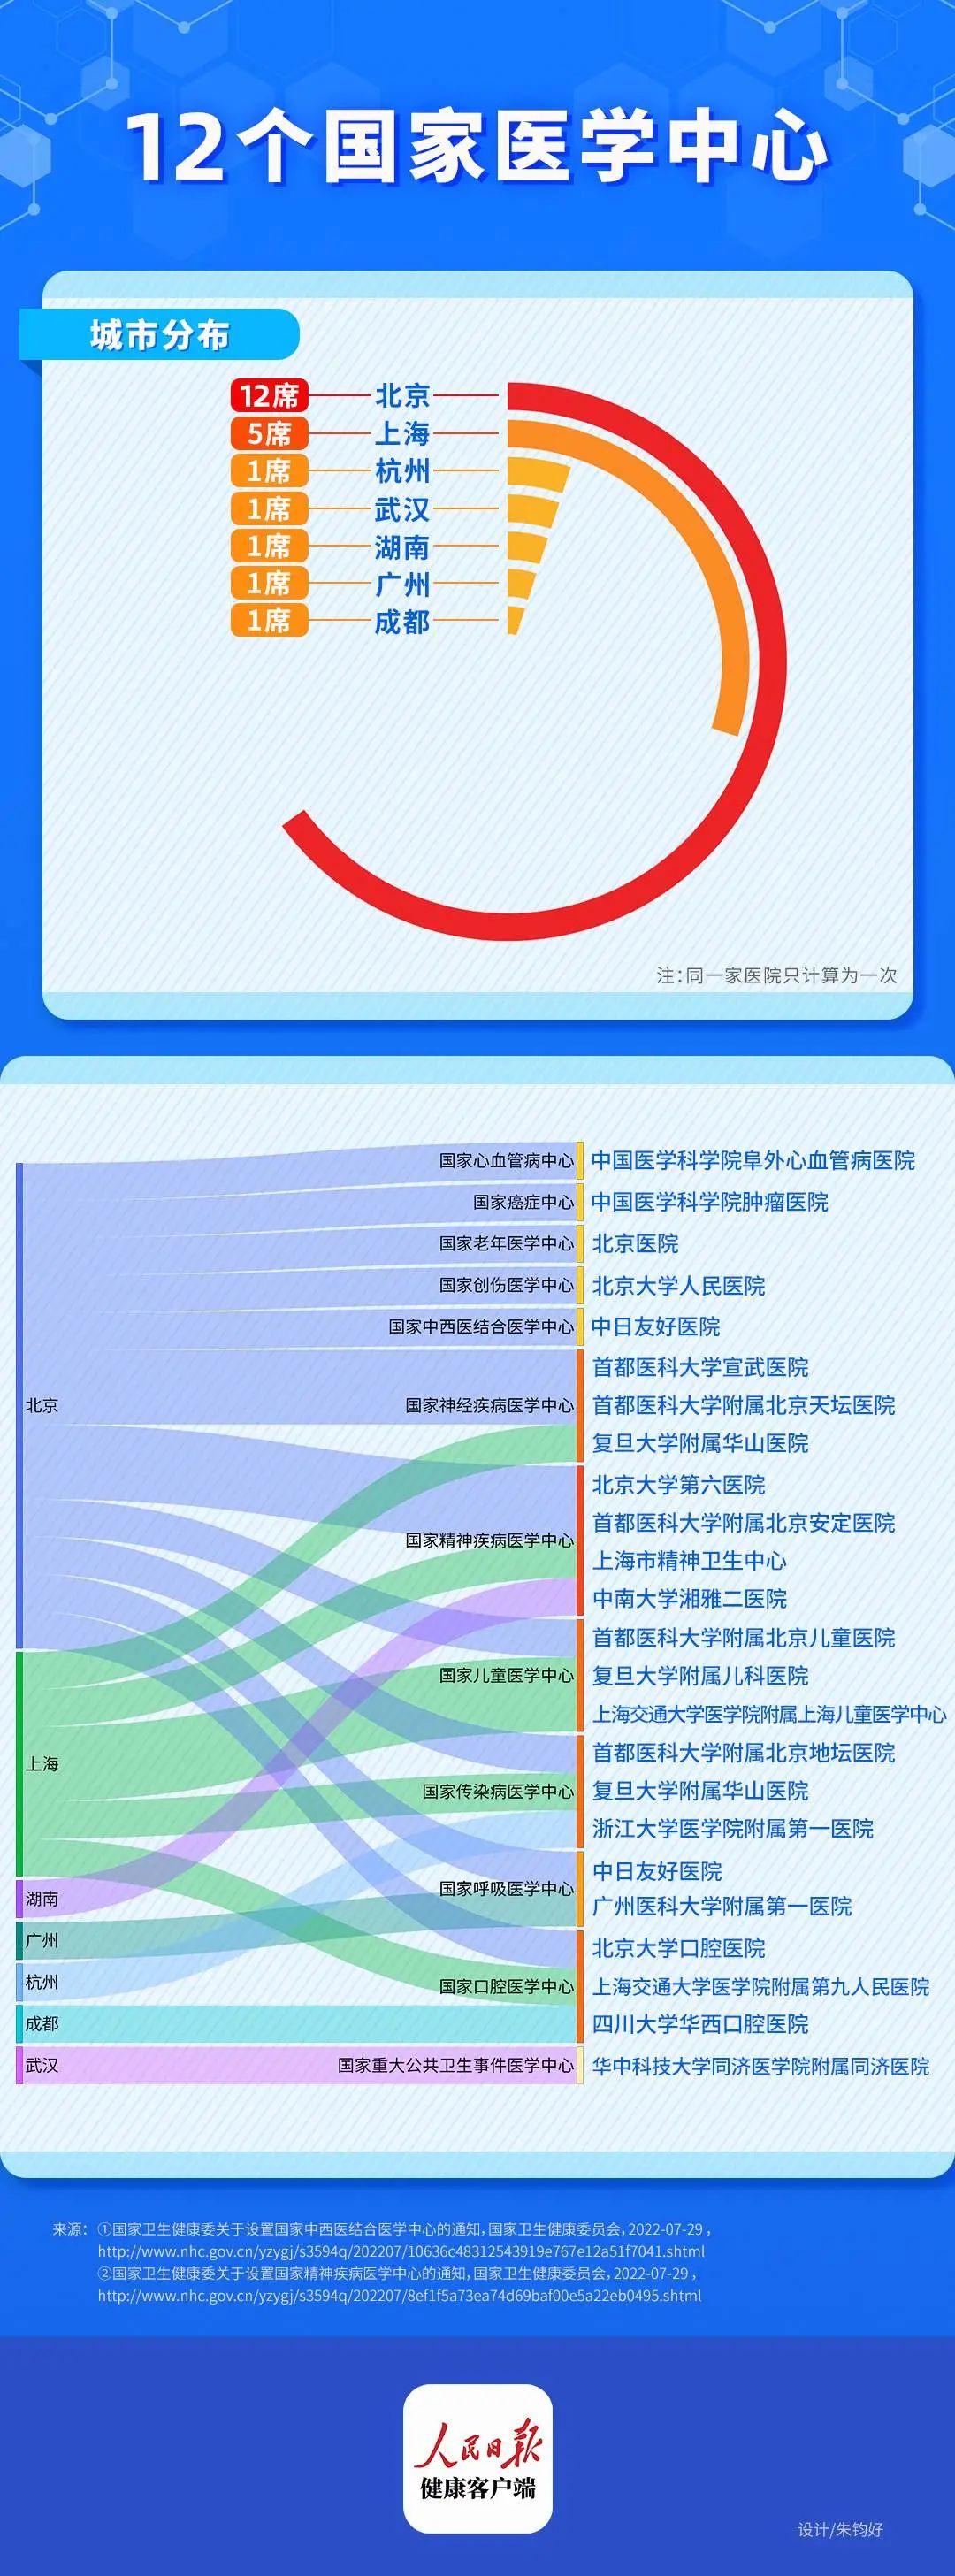 12个国家医学中心
城市分布
12席 北京
5席 上海
1席 杭州
1席 武汉
1席 湖南
1席 广州
1席 成都
注:同一家医院只计算为一次
国家心血管病中心 中国医学科学院阜外心血管病医院
国家癌症中心 中国医学科学院肿瘤医院
国家老年医学中心 北京医院
国家创伤医学中心 北京大学人民医院
国家中西医结合医学中心 中日友好医院
首都医科大学宣武医院
北京 国家神经疾病医学中心 首都医科大学附属北京天坛医院
复旦大学附属华山医院
北京大学第六医院
首都医科大学附属北京安定医院
国家精神疾病医学中心
上海市精神卫生中心
中南大学湘雅二医院
首都医科大学附属北京儿童医院
国家儿童医学中心 复旦大学附属儿科医院
上海交通大学医学院附属上海儿童医学中心
首都医科大学附属北京地坛医院
上海
国家传染病医学中心 复旦大学附属华山医院
浙江大学医学院附属第一医院
中日友好医院
国家呼吸医学中心
湖南 广州医科大学附属第一医院
广州 北京大学口腔医院
杭州 国家口腔医学中心 上海交通大学医学院附属第九人民医院
成都 四川大学华西口腔医院
武汉 国家重大公共卫生事件医学中心 华中科技大学同济医学院附属同济医院
来源: ①国家卫生健康委关于设置国家中西医结合医学中心的通知,国家卫生健康委员会,2022-07-29,
http://www.nhc.gov.cn/yzygj/s3594q/202207/10636c48312543919e767e12a51f7041.shtml
②国家卫生健康委关于设置国家精神疾病医学中心的通知,国家卫生健康委员会,2022-07-29,
http://www.nhc.gov.cn/yzygj/s3594q/202207/8ef1f5a73ea74d69baf00e5a22eb0495.shtml
人民日报
健康客户端
设计/朱钧好